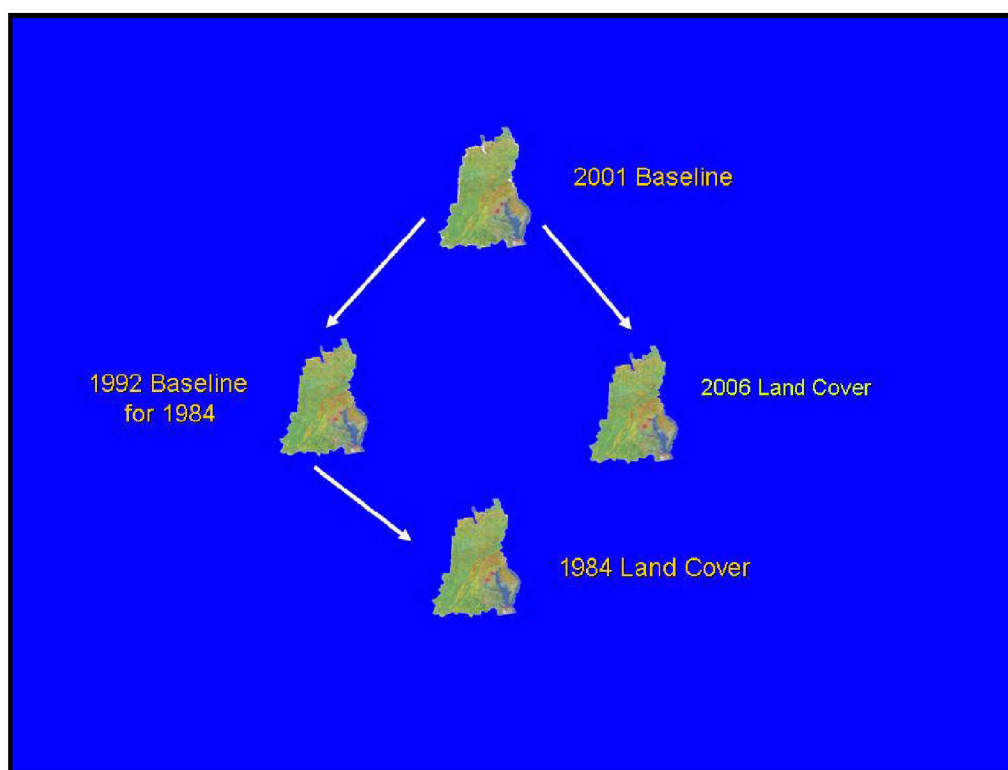 2001 Baseline
1992 Baseline
for 1984
2006 Land Cover
1984 Land Cover